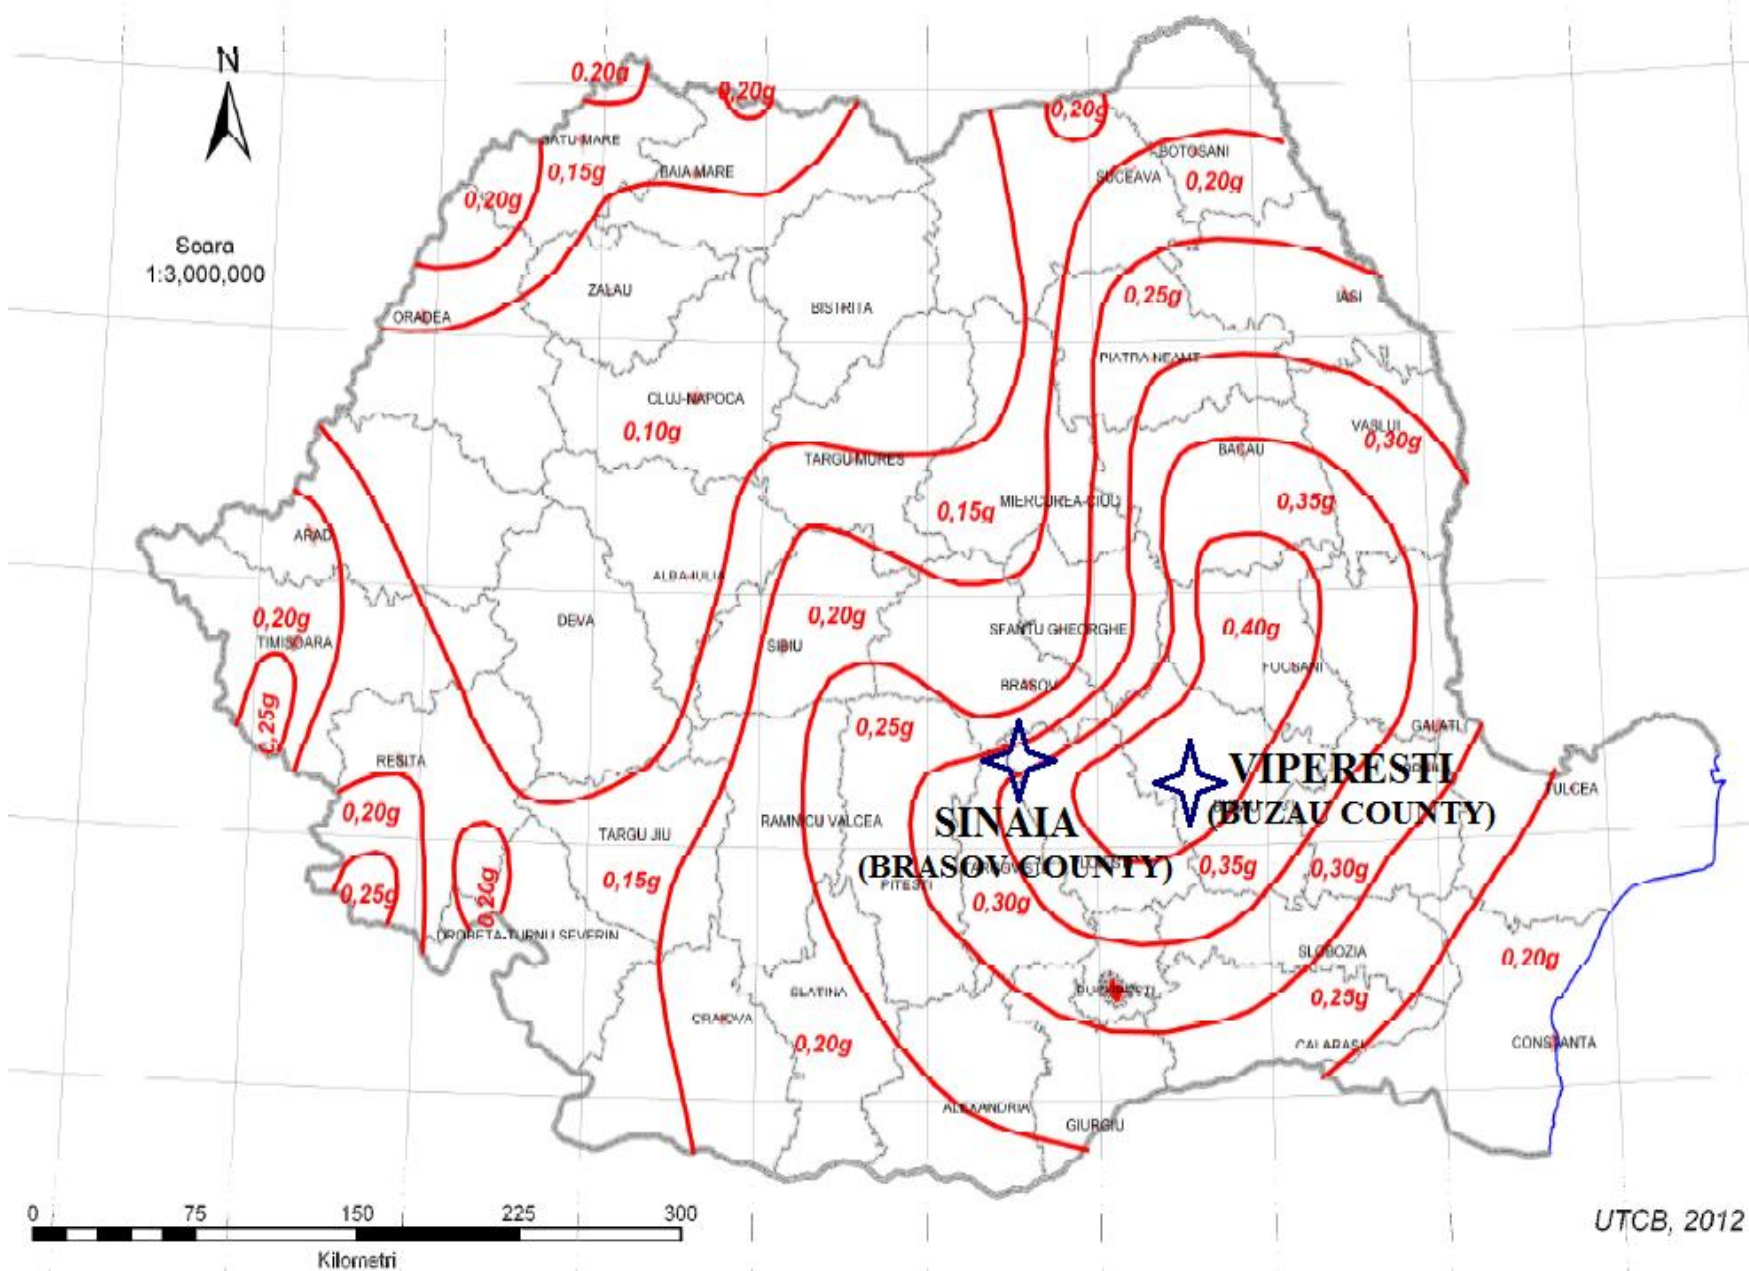 N
0.20g
0,20g
0,20g
BAIA MARE
BOTOSANI
0,15g
SUCEAVA
0,20g
0,20g
Scara
1:3,000,000
ZALAU
0,25g
IASI
ORADEA
BISTRITA
PIATRA NEAMT
CLUJ-NAPOCA
0,10g
VASLUI
0,30g
BACAU
TARGU-MURES
MIERCUREA-CIUC
0,15g
0,35g
ARAD
ALBA-IULIA
0,20g
DEVA
0,20g
SFANTU GHEORGHE
0,40g
TIMISOARA
SIBIU
FOCSANI
BRASOV
0,25g
0,25g
GALATI
RESITA
VIPERESTI
TULCEA
(BUZAU COUNTY)
0,20g
SINAIA
RAMNICU VALCEA
TARGU JIU
(BRASOV COUNTY)
0,35g
0,30g
0,25g
0,20g
0,15g
PITESTI
0,30g
DROBETA-TURNU SEVERIN
SLOBOZIA
0,20g
SLATINA
0,25g
CRAIOVA
0,20g
CALARASI
CONSTANTA
ALEXANDRIA
GIURGIU
0 75 150 225 300
Kilometri
UTCB, 2012